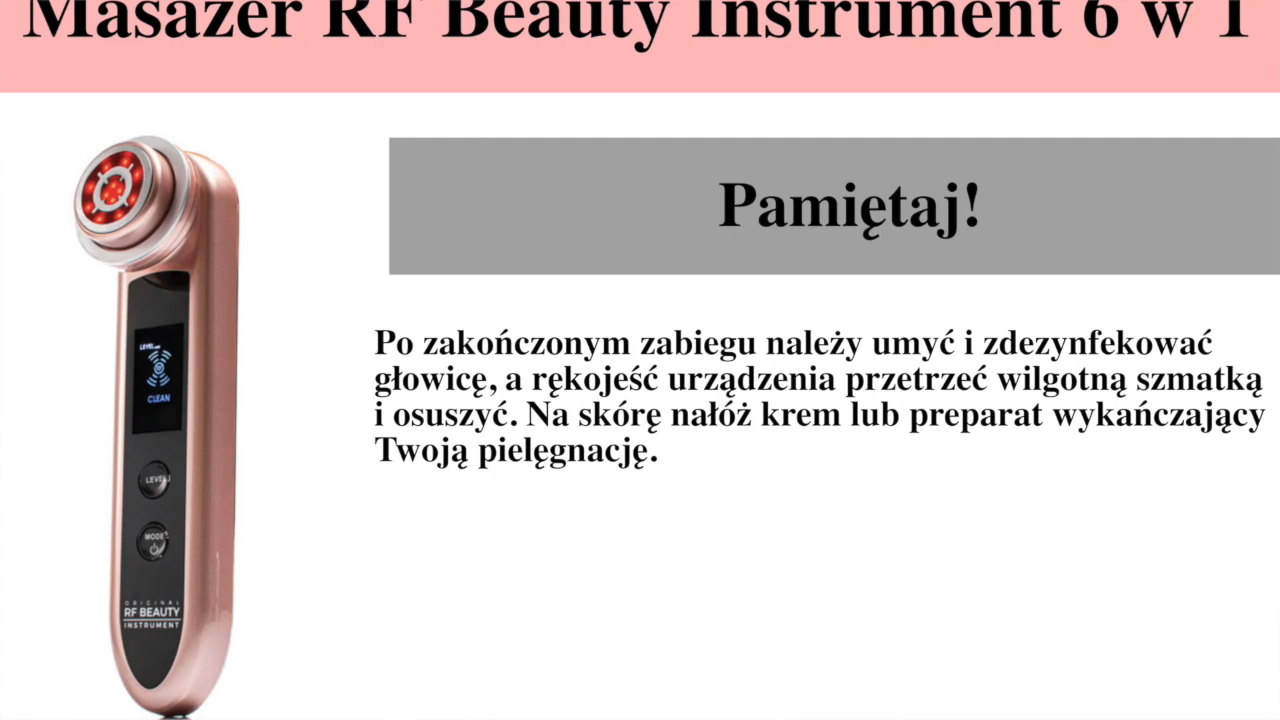 Masażer RF Beauty Instrument 6 w 1
Pamiętaj!
Po zakończonym zabiegu należy umyć i zdezynfekować
głowicę, a rękojeść urządzenia przetrzeć wilgotną szmatką
i osuszyć. Na skórę nałóż krem lub preparat wykańczający
Twoją pielęgnację.
LEVEL
CLEAN
LEVEL
MODE
ORIGINAL
RF BEAUTY
INSTRUMENT